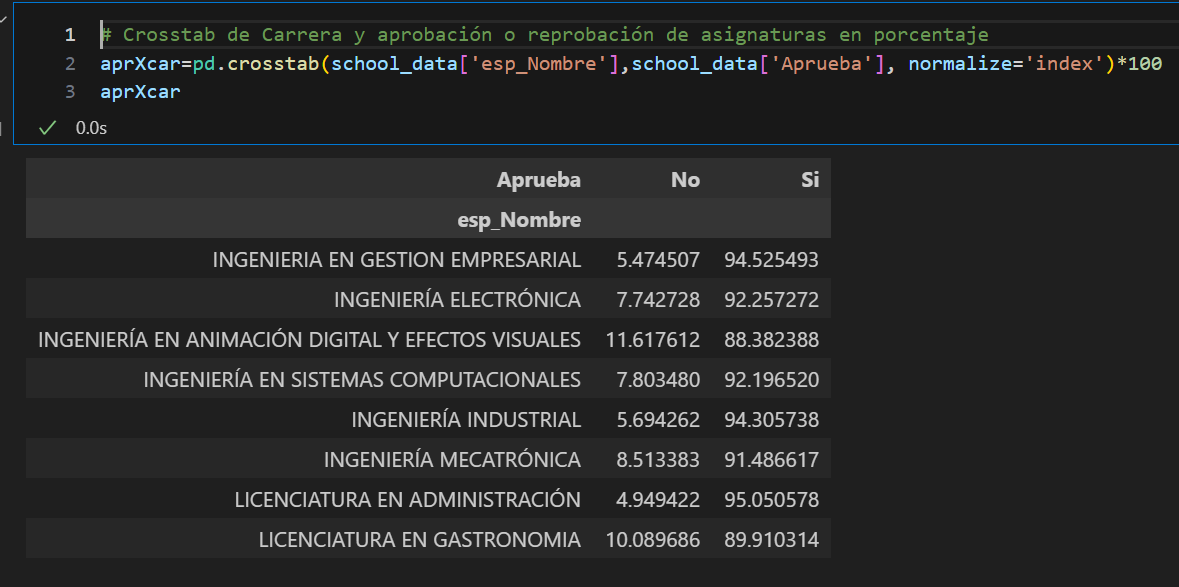 1 # Crosstab de Carrera y aprobación o reprobación de asignaturas en porcentaje
2 aprXcar=pd.crosstab(school_data['esp_Nombre'],school_data['Aprueba'], normalize='index')*100
3 aprXcar
0.0s
Aprueba No Si
esp_Nombre
INGENIERIA EN GESTION EMPRESARIAL 5.474507 94.525493
INGENIERÍA ELECTRÓNICA 7.742728 92.257272
INGENIERÍA EN ANIMACIÓN DIGITAL Y EFECTOS VISUALES 11.617612 88.382388
INGENIERÍA EN SISTEMAS COMPUTACIONALES 7.803480 92.196520
INGENIERÍA INDUSTRIAL 5.694262 94.305738
INGENIERÍA MECATRÓNICA 8.513383 91.486617
LICENCIATURA EN ADMINISTRACIÓN 4.949422 95.050578
LICENCIATURA EN GASTRONOMIA 10.089686 89.910314